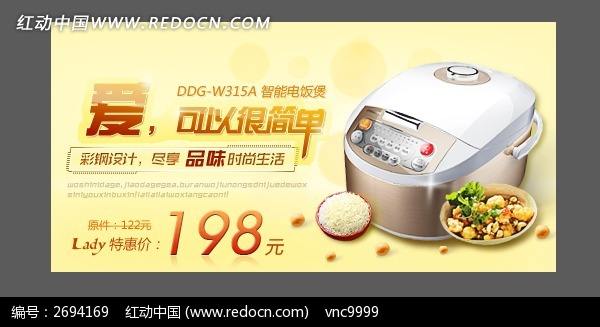 红动中国 WWW.REDOCN.COM
DDG-W315A 智能电饭煲
爱，可以很简单
彩钢设计，尽享 品味 时尚生活
原件：122元
Lady 特惠价：198元
编号：2694169 红动中国 (www.redocn.com) vnc9999